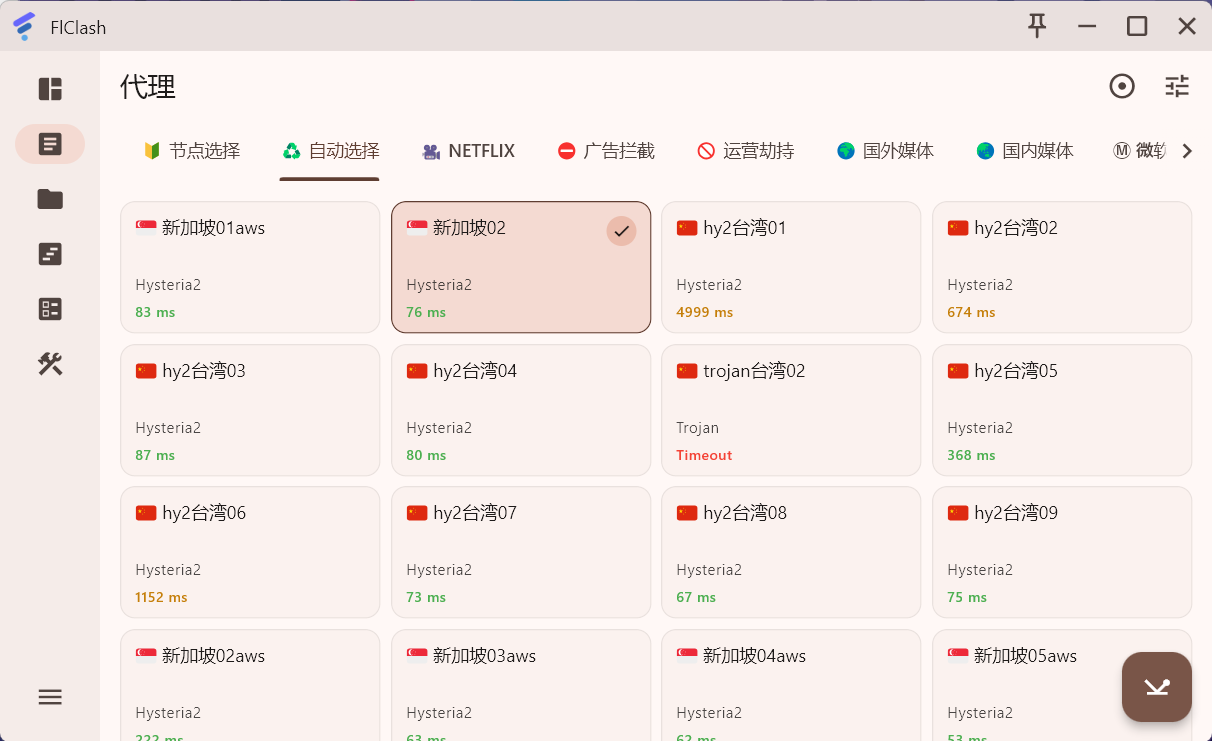 FlClash
代理
节点选择 自动选择 NETFLIX 广告拦截 运营劫持 国外媒体 国内媒体 Ⓜ 微软
新加坡01aws 新加坡02 hy2台湾01 hy2台湾02
Hysteria2 Hysteria2 Hysteria2 Hysteria2
83 ms 76 ms 4999 ms 674 ms
hy2台湾03 hy2台湾04 trojan台湾02 hy2台湾05
Hysteria2 Hysteria2 Trojan Hysteria2
87 ms 80 ms Timeout 368 ms
hy2台湾06 hy2台湾07 hy2台湾08 hy2台湾09
Hysteria2 Hysteria2 Hysteria2 Hysteria2
1152 ms 73 ms 67 ms 75 ms
新加坡02aws 新加坡03aws 新加坡04aws 新加坡05aws
Hysteria2 Hysteria2 Hysteria2 Hysteria2
222 ms 63 ms 62 ms 53 ms